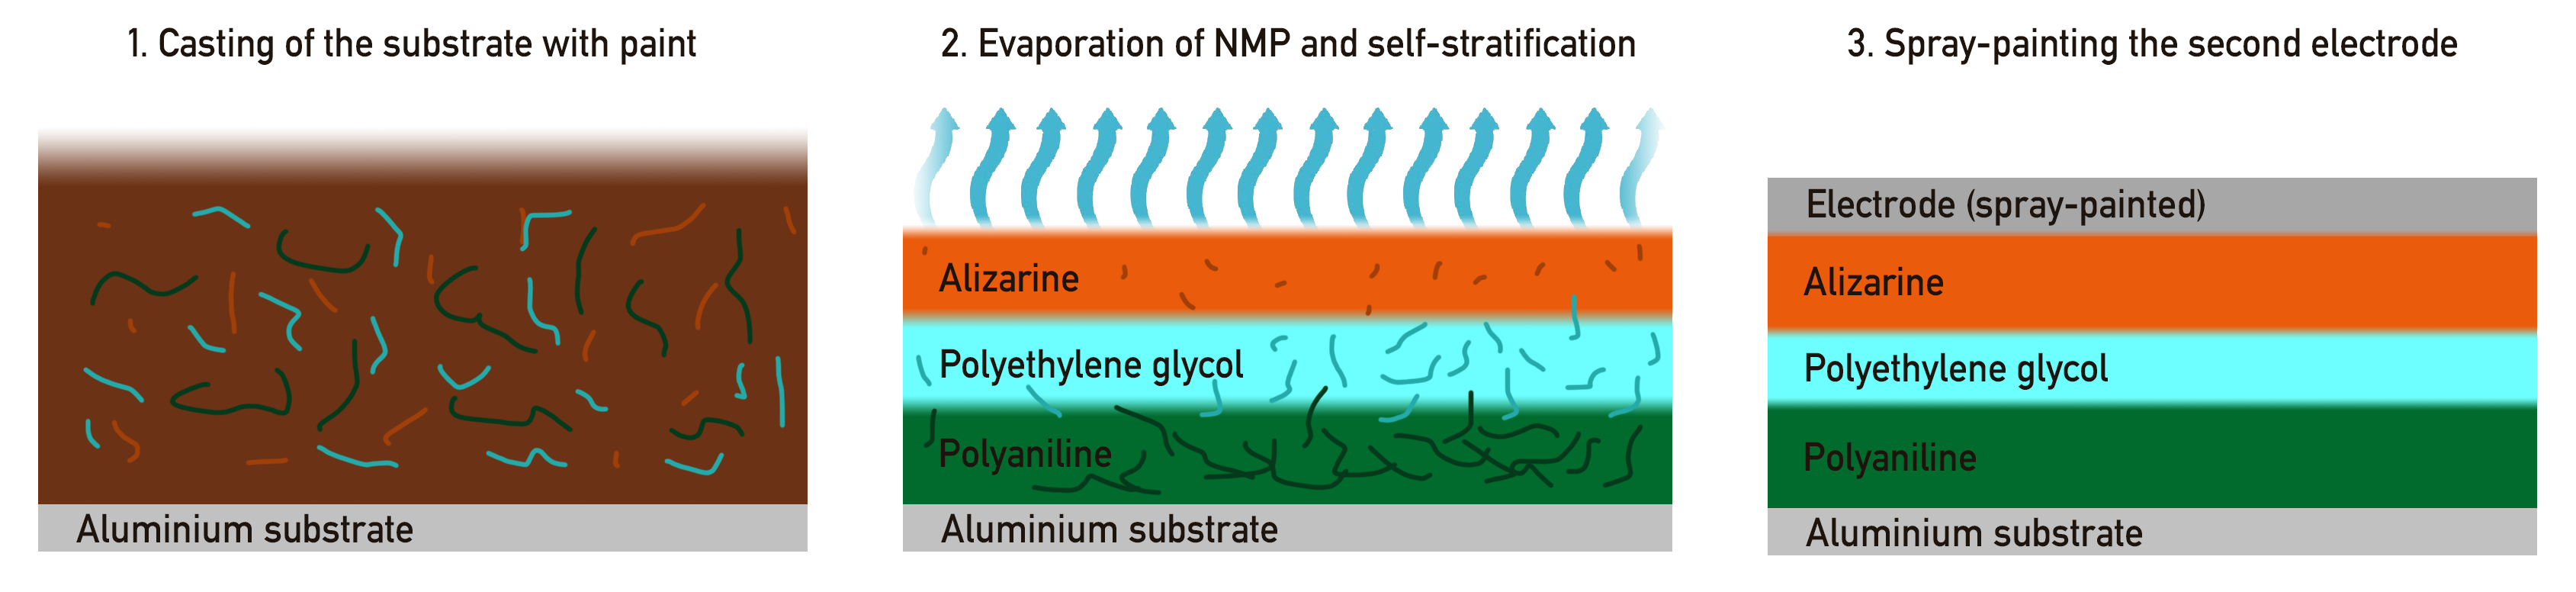 1. Casting of the substrate with paint
Aluminium substrate
2. Evaporation of NMP and self-stratification
Alizarine
Polyethylene glycol
Polyaniline
Aluminium substrate
3. Spray-painting the second electrode
Electrode (spray-painted)
Alizarine
Polyethylene glycol
Polyaniline
Aluminium substrate